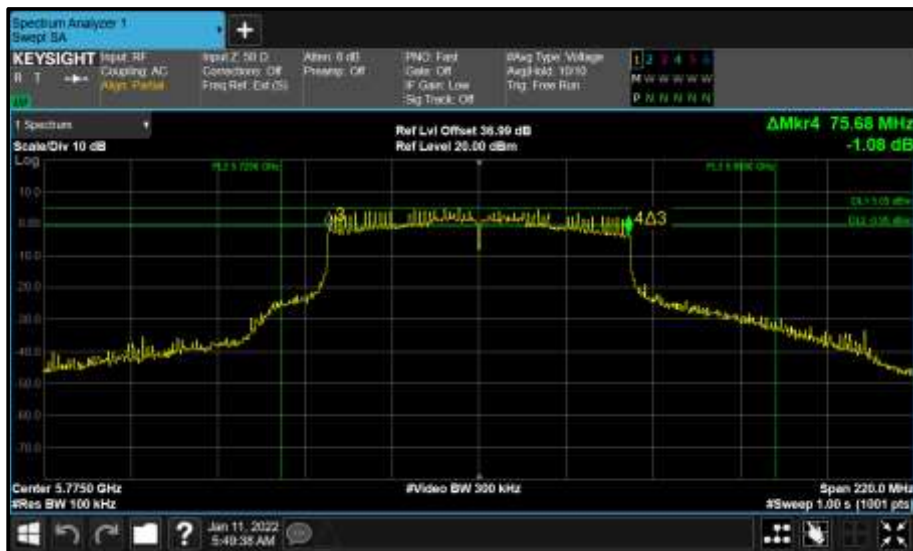 Spectrum Analyzer 1
Swept SA
+
KEYSIGHT
R T
Input: RF
Coupling: AC
Align: Partial
Input Z: 50 Ω
Corrections: Off
Freq Ref: Ext (S)
Atten: 6 dB
Preamp: Off
PNO: Fast
Gate: Off
IF Gain: Low
Sig Track: Off
#Avg Type: Voltage
Avg|Hold: 10/10
Trig: Free Run
1 2 3 4 5 6
M W W W W W
P N N N N N
1 Spectrum
Scale/Div 10 dB
Ref Lvl Offset 36.99 dB
Ref Level 20.00 dBm
ΔMkr4 75.68 MHz
-1.08 dB
Log
10.0
0.00
-10.0
-20.0
-30.0
-40.0
-50.0
-60.0
-70.0
3
4Δ3
Center 5.7750 GHz
#Res BW 100 kHz
#Video BW 300 kHz
Span 220.0 MHz
#Sweep 1.00 s (1001 pts)
?
Jan 11, 2022
5:49:38 AM